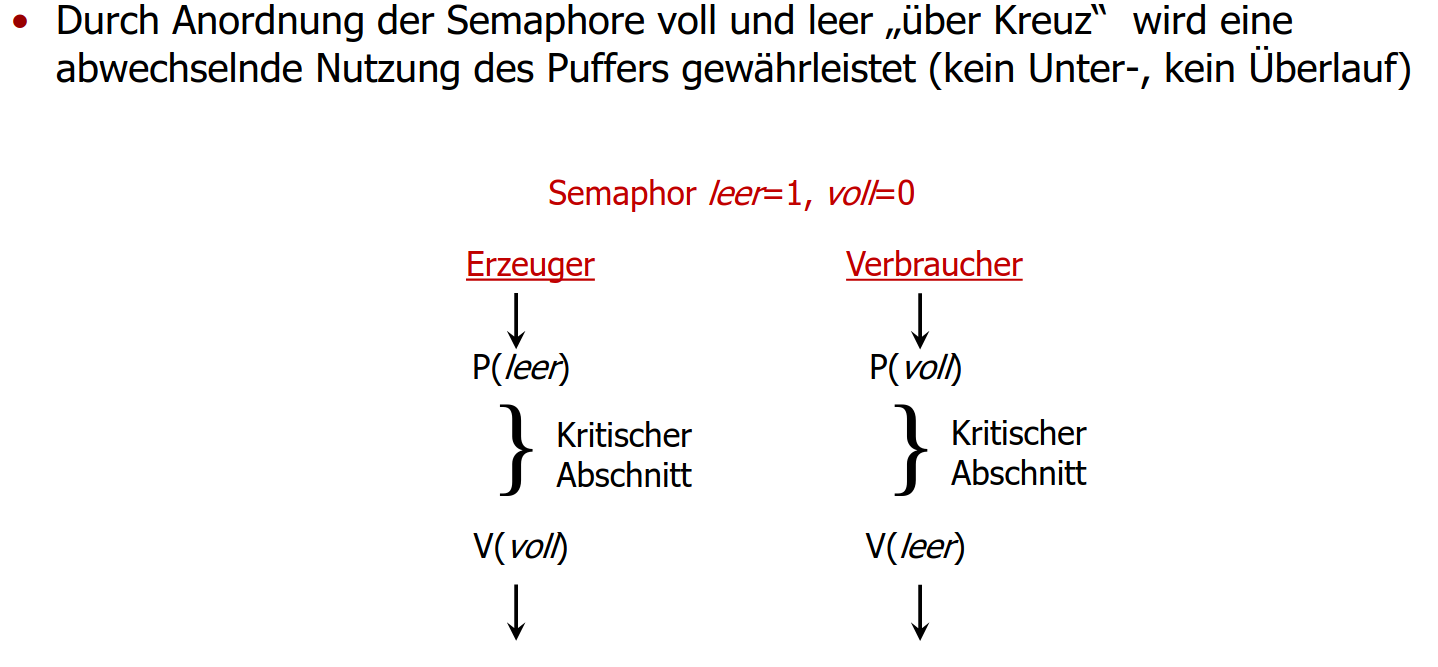 • Durch Anordnung der Semaphore voll und leer „über Kreuz“ wird eine
abwechselnde Nutzung des Puffers gewährleistet (kein Unter-, kein Überlauf)
Semaphor leer=1, voll=0
Erzeuger
Verbraucher
P(leer)
P(voll)
} Kritischer
Abschnitt
} Kritischer
Abschnitt
V(voll)
V(leer)